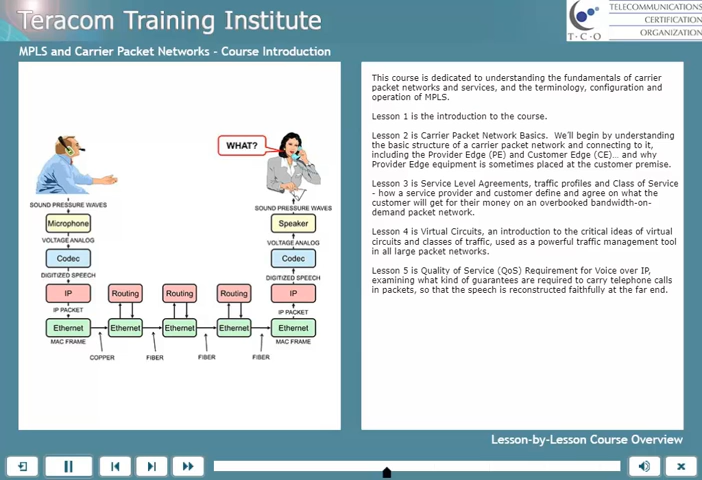 Teracom Training Institute
TELECOMMUNICATIONS
CERTIFICATION
ORGANIZATION
T·C·O
MPLS and Carrier Packet Networks - Course Introduction
WHAT?
SOUND PRESSURE WAVES
Microphone
VOLTAGE ANALOG
Codec
DIGITIZED SPEECH
IP
IP PACKET
Ethernet
MAC FRAME
Routing
Routing
Routing
Ethernet
Ethernet
Ethernet
COPPER
FIBER
FIBER
FIBER
SOUND PRESSURE WAVES
Speaker
VOLTAGE ANALOG
Codec
DIGITIZED SPEECH
IP
IP PACKET
Ethernet
MAC FRAME
This course is dedicated to understanding the fundamentals of carrier
packet networks and services, and the terminology, configuration and
operation of MPLS.
Lesson 1 is the introduction to the course.
Lesson 2 is Carrier Packet Network Basics. We'll begin by understanding
the basic structure of a carrier packet network and connecting to it,
including the Provider Edge (PE) and Customer Edge (CE)... and why
Provider Edge equipment is sometimes placed at the customer premise.
Lesson 3 is Service Level Agreements, traffic profiles and Class of Service
- how a service provider and customer define and agree on what the
customer will get for their money on an overbooked bandwidth-on-
demand packet network.
Lesson 4 is Virtual Circuits, an introduction to the critical ideas of virtual
circuits and classes of traffic, used as a powerful traffic management tool
in all large packet networks.
Lesson 5 is Quality of Service (QoS) Requirement for Voice over IP,
examining what kind of guarantees are required to carry telephone calls
in packets, so that the speech is reconstructed faithfully at the far end.
Lesson-by-Lesson Course Overview